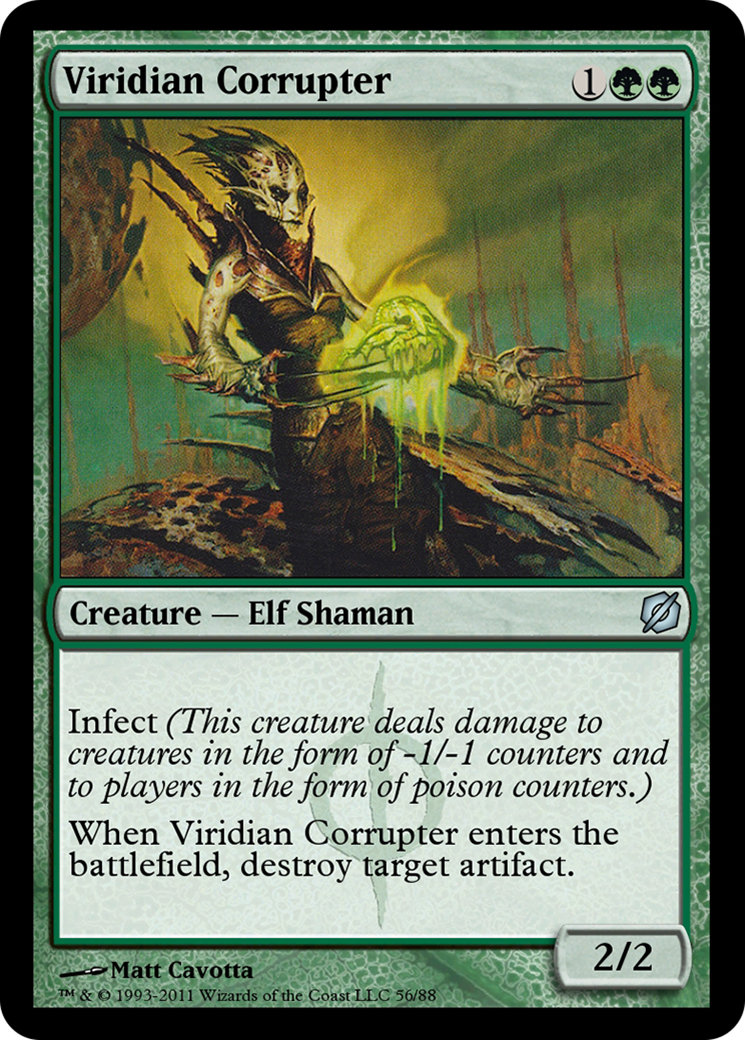 Viridian Corrupter 1
Creature — Elf Shaman
Infect (This creature deals damage to
creatures in the form of -1/-1 counters and
to players in the form of poison counters.)
When Viridian Corrupter enters the
battlefield, destroy target artifact.
2/2
Matt Cavotta
™ & © 1993-2011 Wizards of the Coast LLC 56/88